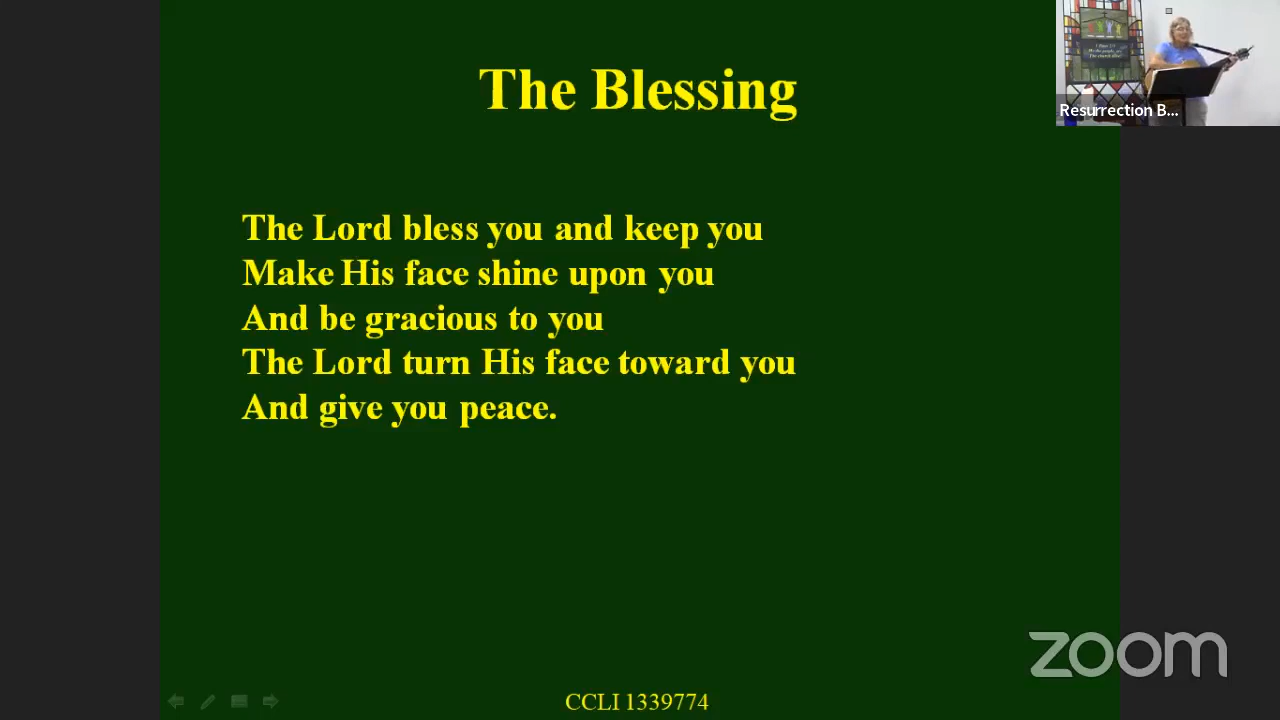 The Blessing
The Lord bless you and keep you
Make His face shine upon you
And be gracious to you
The Lord turn His face toward you
And give you peace.
CCLI 1339774
Resurrection B...
zoom